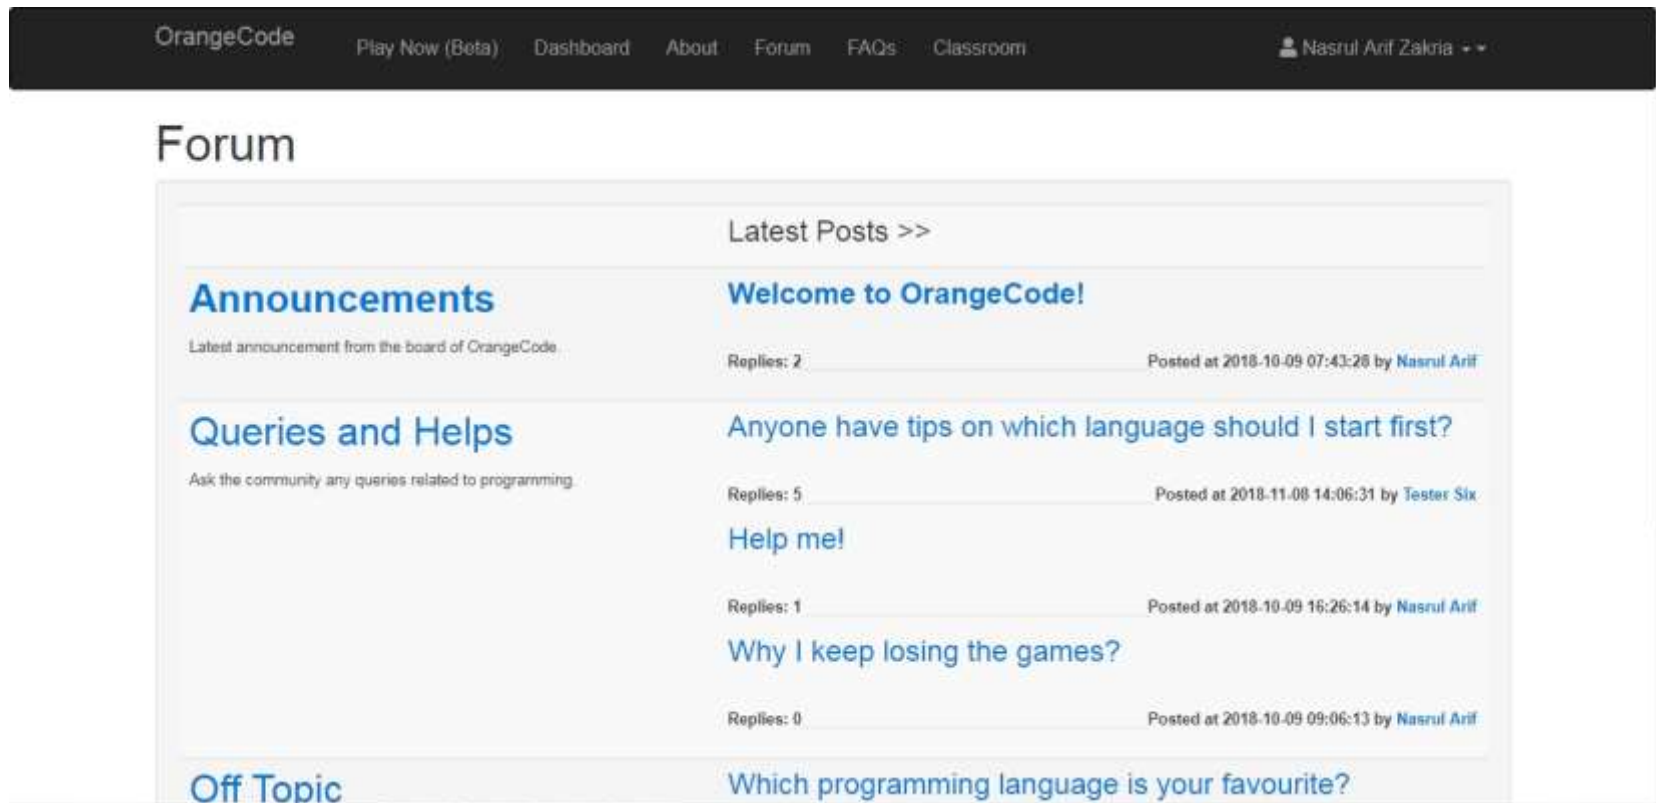 OrangeCode Play Now (Beta) Dashboard About Forum FAQs Classroom Nasrul Arif Zakria
Forum
Latest Posts >>
Announcements
Welcome to OrangeCode!
Latest announcement from the board of OrangeCode.
Replies: 2 Posted at 2018-10-09 07:43:28 by Nasrul Arif
Queries and Helps
Anyone have tips on which language should I start first?
Ask the community any queries related to programming.
Replies: 5 Posted at 2018-11-08 14:06:31 by Tester Six
Help me!
Replies: 1 Posted at 2018-10-09 16:26:14 by Nasrul Arif
Why I keep losing the games?
Replies: 0 Posted at 2018-10-09 09:06:13 by Nasrul Arif
Off Topic
Which programming language is your favourite?